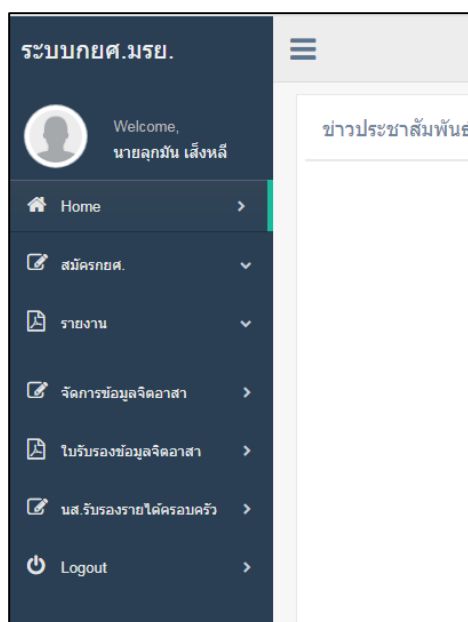 ระบบกยศ.มรย.
Welcome,
นายลุกมัน เส็งหลี
ข่าวประชาสัมพันธ์
Home
สมัครกยศ.
รายงาน
จัดการข้อมูลจิตอาสา
ใบรับรองข้อมูลจิตอาสา
นส.รับรองรายได้ครอบครัว
Logout